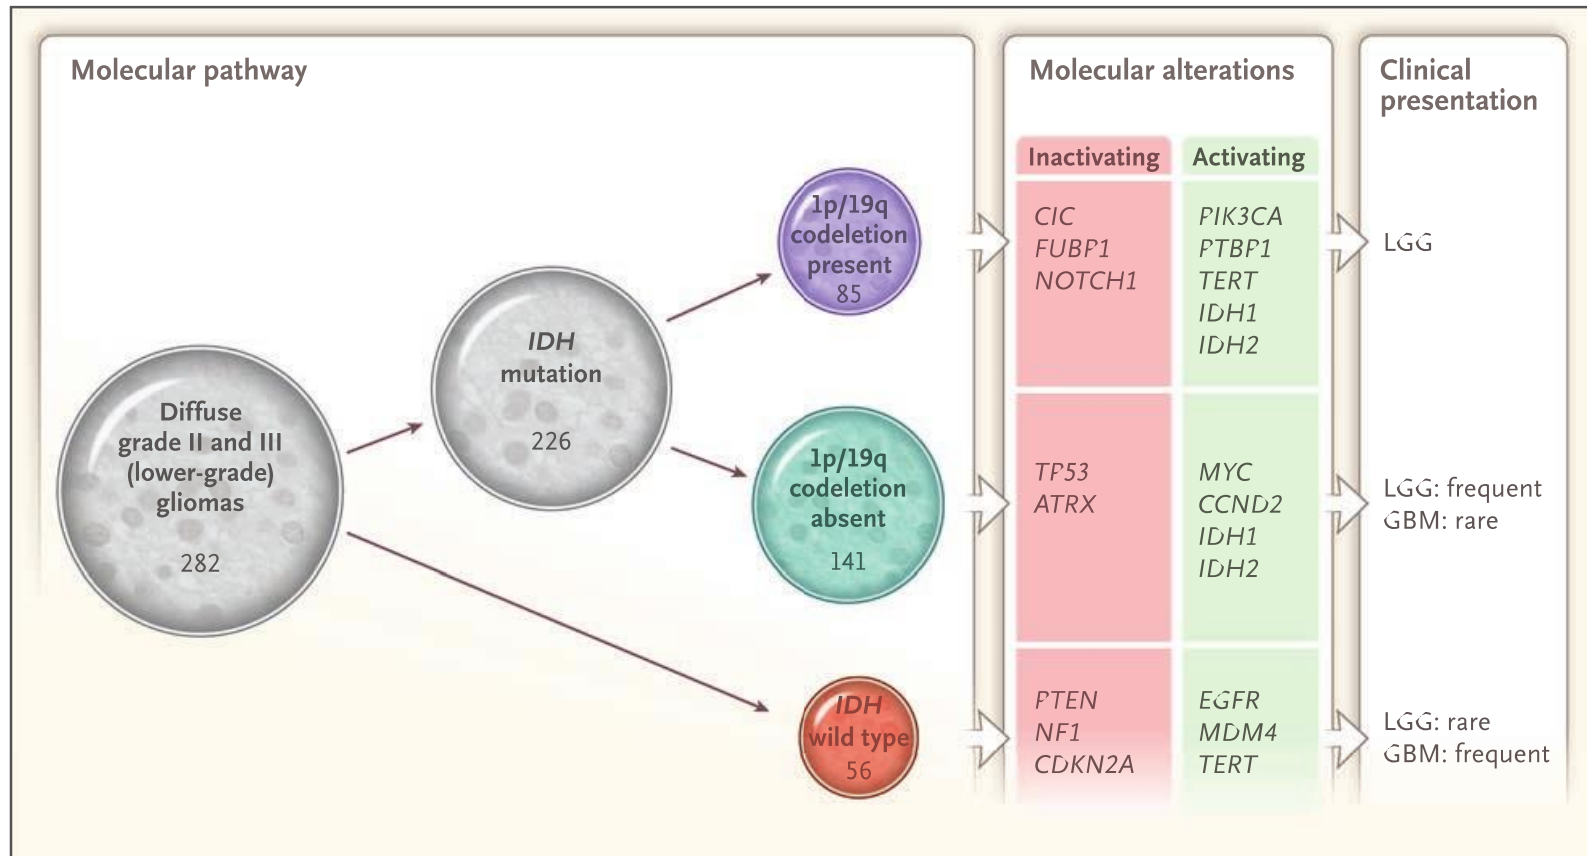 Molecular pathway
Molecular alterations
Clinical
presentation
Inactivating
Activating
Diffuse
grade II and III
(lower-grade)
gliomas
282
IDH
mutation
226
1p/19q
codeletion
present
85
CIC
FUBP1
NOTCH1
PIK3CA
PTBP1
TERT
IDH1
IDH2
LGG
1p/19q
codeletion
absent
141
TP53
ATRX
MYC
CCND2
IDH1
IDH2
LGG: frequent
GBM: rare
IDH
wild type
56
PTEN
NF1
CDKN2A
EGFR
MDM4
TERT
LGG: rare
GBM: frequent